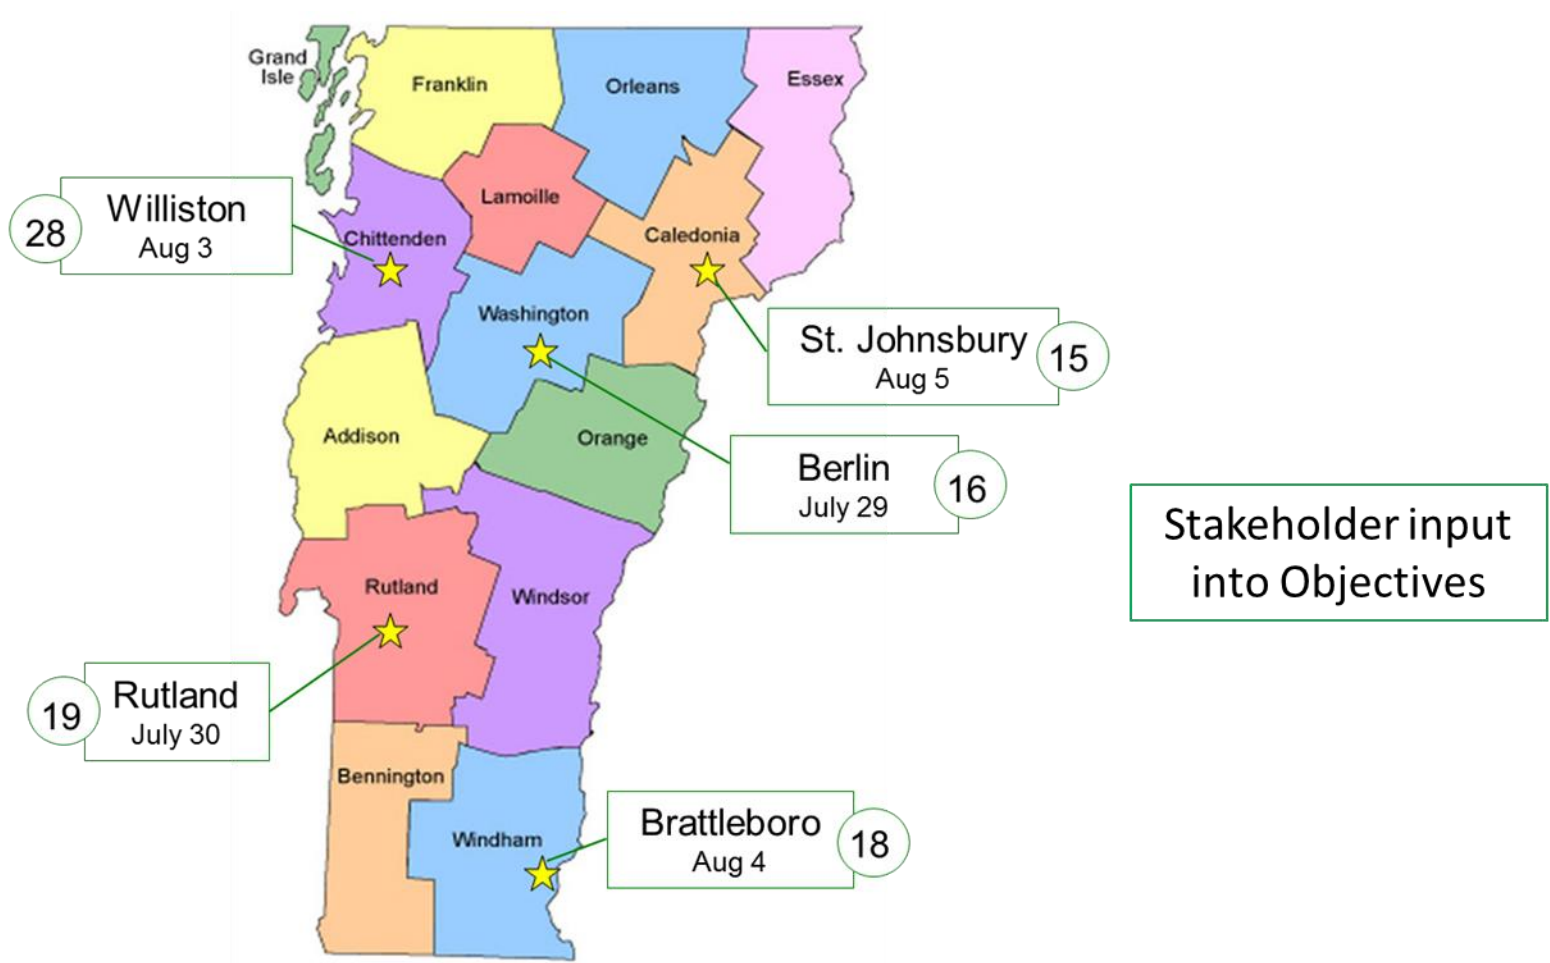 Grand
Isle
Franklin
Orleans
Essex
Lamoille
28
Williston
Aug 3
Chittenden
Caledonia
Washington
St. Johnsbury
Aug 5
15
Addison
Orange
Berlin
July 29
16
Stakeholder input
into Objectives
Rutland
Windsor
19
Rutland
July 30
Bennington
Windham
Brattleboro
Aug 4
18